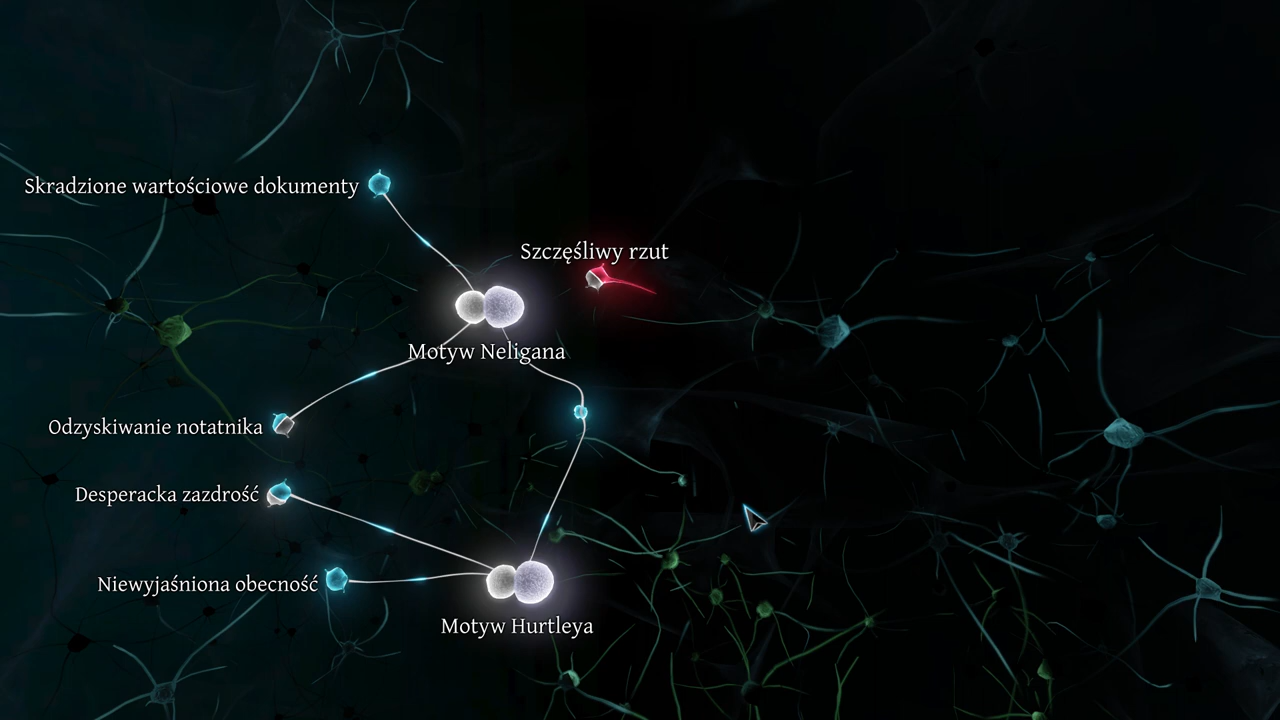 Skradzione wartościowe dokumenty
Szczęśliwy rzut
Motyw Neligana
Odzyskiwanie notatnika
Desperacka zazdrość
Niewyjaśniona obecność
Motyw Hurtleya